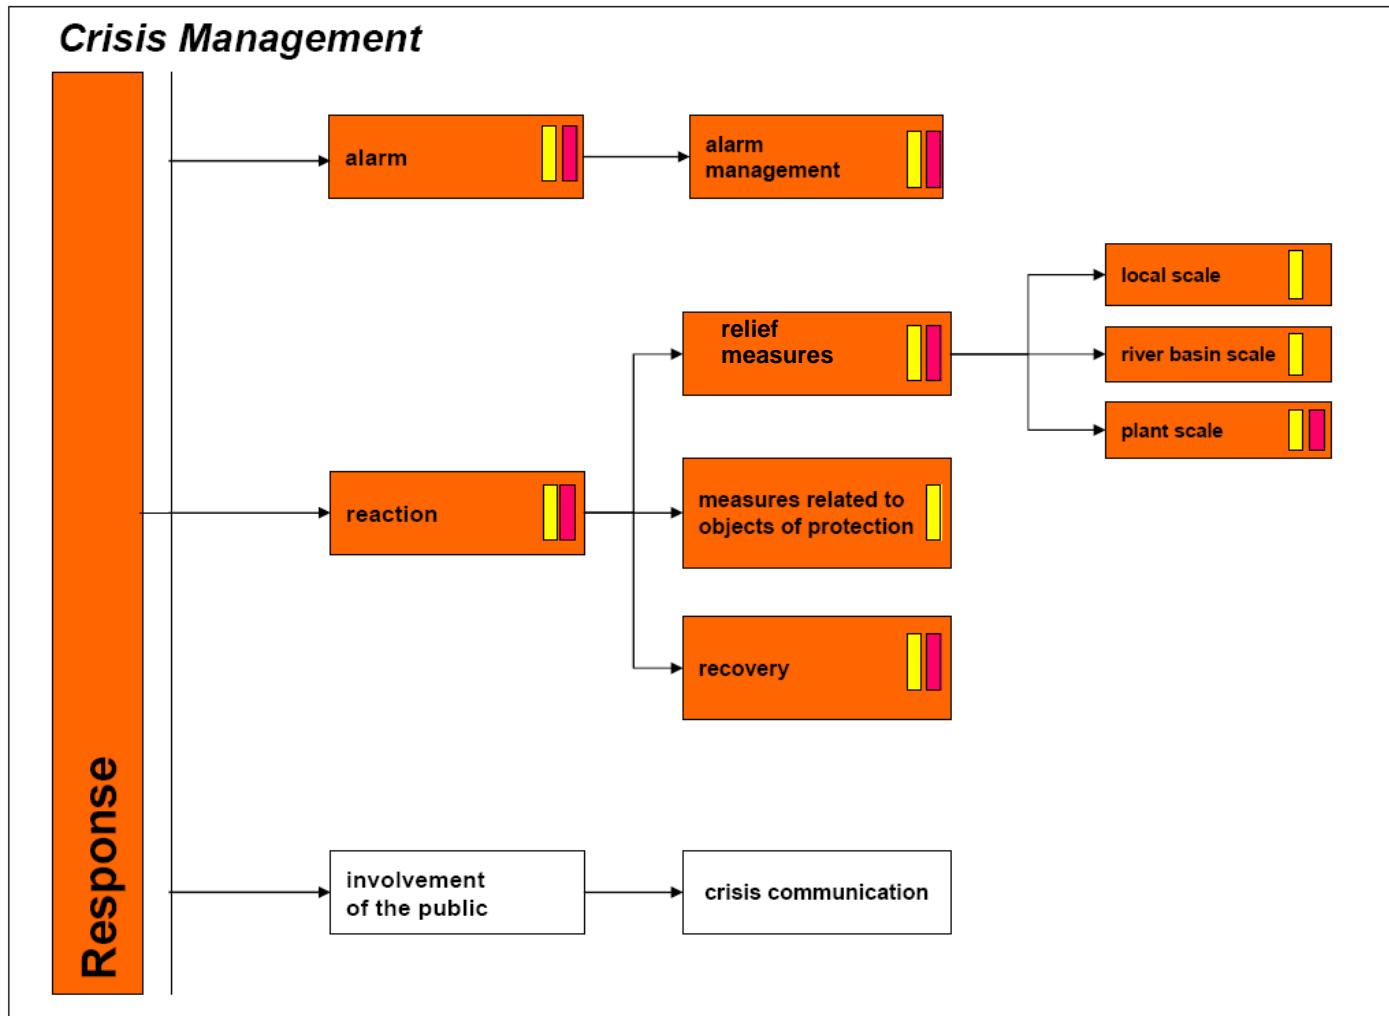 Crisis Management
Response
alarm
alarm
management
relief
measures
local scale
river basin scale
plant scale
reaction
measures related to
objects of protection
recovery
involvement
of the public
crisis communication